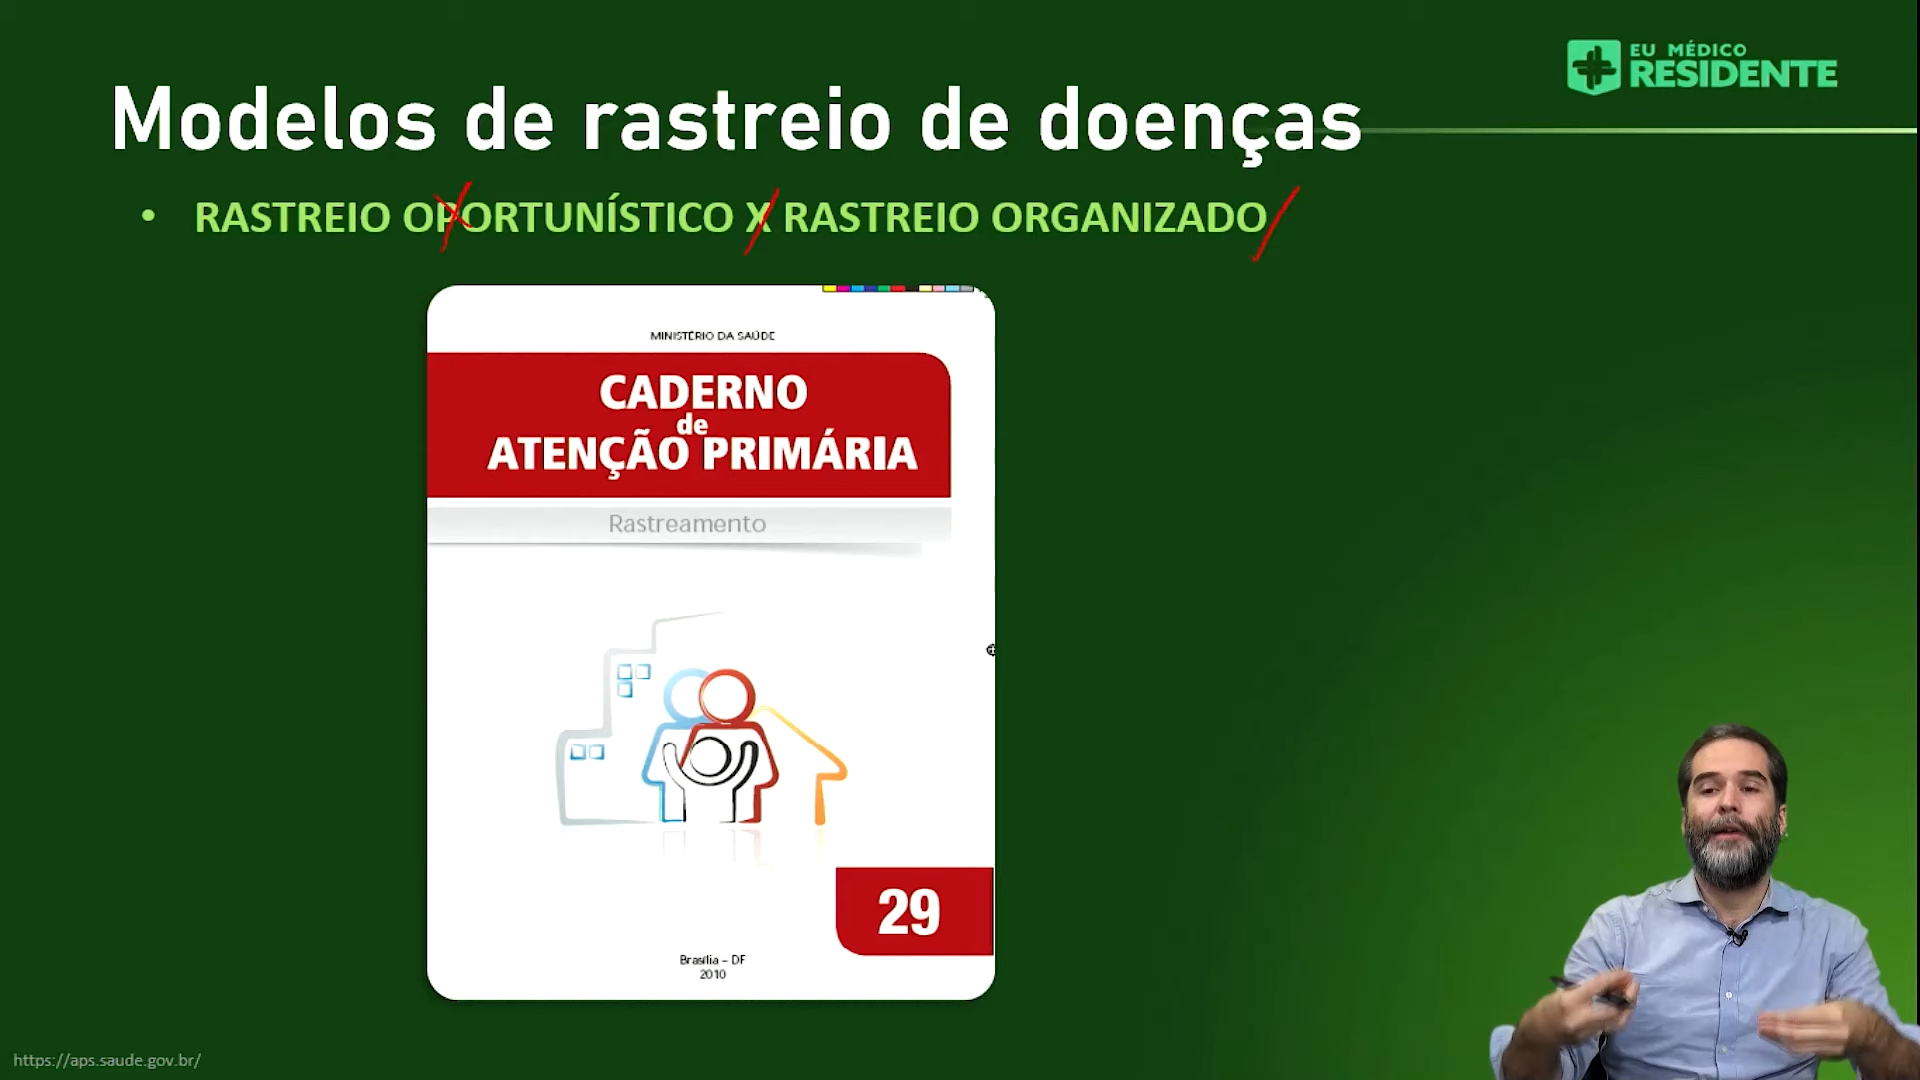 EU MÉDICO
RESIDENTE
Modelos de rastreio de doenças
• RASTREIO OPORTUNÍSTICO X RASTREIO ORGANIZADO
MINISTÉRIO DA SAÚDE
CADERNO
de
ATENÇÃO PRIMÁRIA
Rastreamento
29
Brasília – DF
2010
https://aps.saude.gov.br/